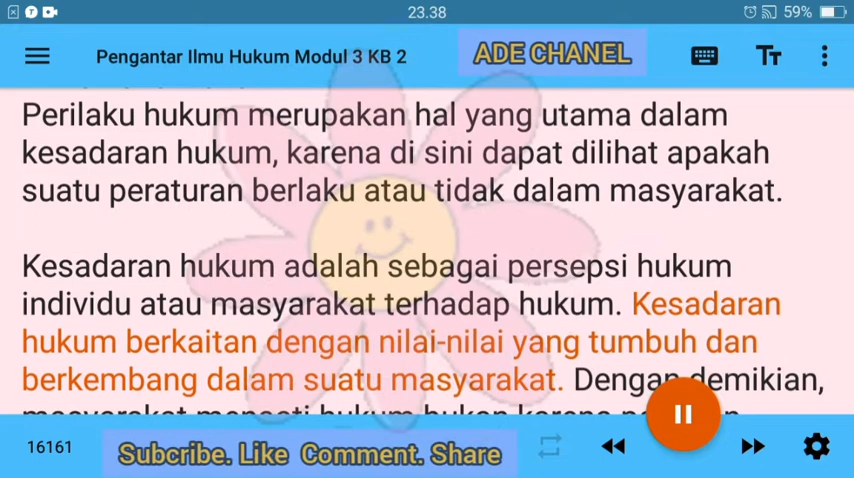 23.38
59%
Pengantar Ilmu Hukum Modul 3 KB 2
ADE CHANEL
Perilaku hukum merupakan hal yang utama dalam
kesadaran hukum, karena di sini dapat dilihat apakah
suatu peraturan berlaku atau tidak dalam masyarakat.
Kesadaran hukum adalah sebagai persepsi hukum
individu atau masyarakat terhadap hukum. Kesadaran
hukum berkaitan dengan nilai-nilai yang tumbuh dan
berkembang dalam suatu masyarakat. Dengan demikian,
16161
Subcribe. Like Comment. Share